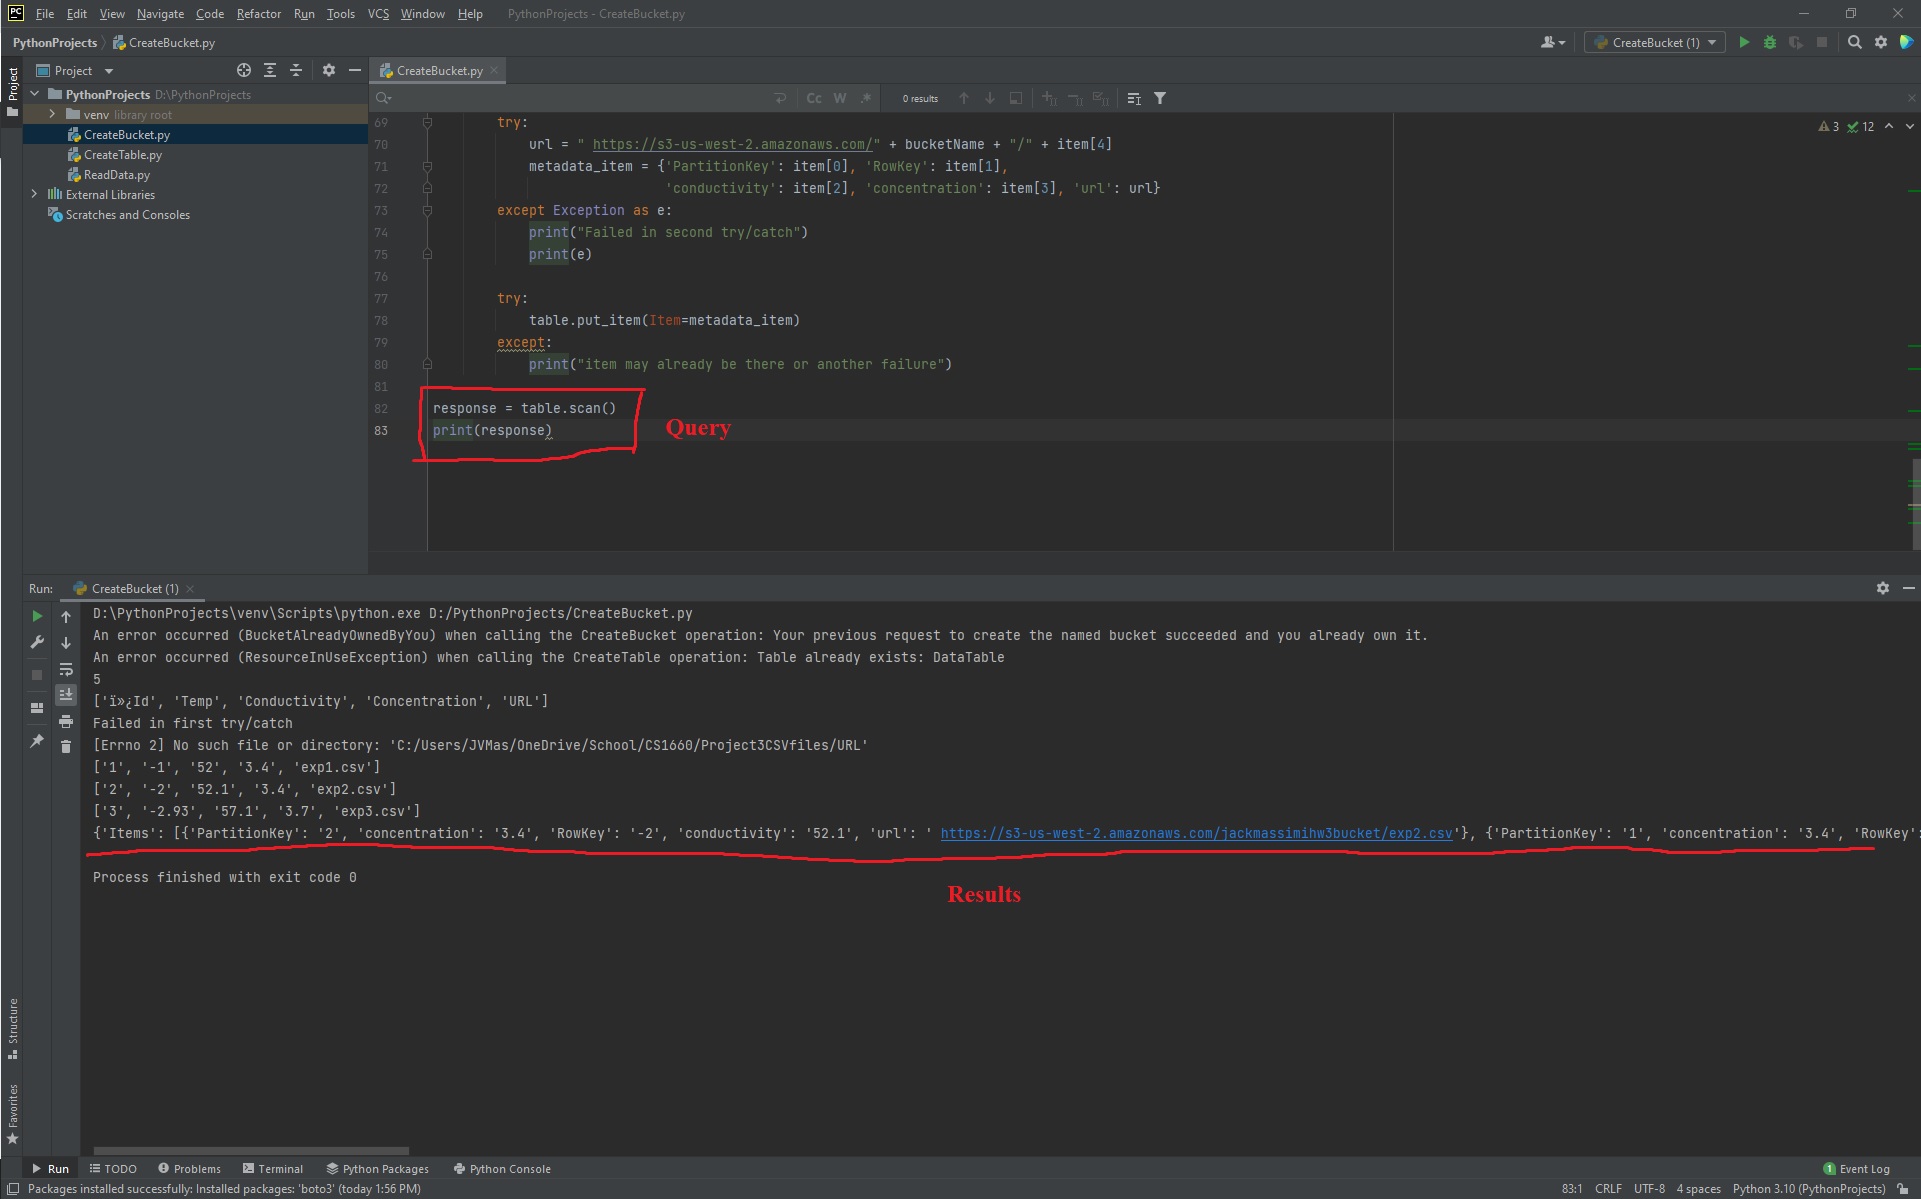 PC File Edit View Navigate Code Refactor Run Tools VCS Window Help PythonProjects - CreateBucket.py
PythonProjects CreateBucket.py CreateBucket (1)
Project
Project CreateBucket.py
PythonProjects D:\PythonProjects
venv library root
CreateBucket.py
CreateTable.py
ReadData.py
External Libraries
Scratches and Consoles
Cc W .* 0 results
3 12
69 try:
70 url = " https://s3-us-west-2.amazonaws.com/" + bucketName + "/" + item[4]
71 metadata_item = {'PartitionKey': item[0], 'RowKey': item[1],
72 'conductivity': item[2], 'concentration': item[3], 'url': url}
73 except Exception as e:
74 print("Failed in second try/catch")
75 print(e)
76
77 try:
78 table.put_item(Item=metadata_item)
79 except:
80 print("item may already be there or another failure")
81
82 response = table.scan()
83 print(response)
Query
Run: CreateBucket (1)
D:\PythonProjects\venv\Scripts\python.exe D:/PythonProjects/CreateBucket.py
An error occurred (BucketAlreadyOwnedByYou) when calling the CreateBucket operation: Your previous request to create the named bucket succeeded and you already own it.
An error occurred (ResourceInUseException) when calling the CreateTable operation: Table already exists: DataTable
5
['ï»¿Id', 'Temp', 'Conductivity', 'Concentration', 'URL']
Failed in first try/catch
[Errno 2] No such file or directory: 'C:/Users/JVMas/OneDrive/School/CS1660/Project3CSVfiles/URL'
['1', '-1', '52', '3.4', 'exp1.csv']
['2', '-2', '52.1', '3.4', 'exp2.csv']
['3', '-2.93', '57.1', '3.7', 'exp3.csv']
{'Items': [{'PartitionKey': '2', 'concentration': '3.4', 'RowKey': '-2', 'conductivity': '52.1', 'url': ' https://s3-us-west-2.amazonaws.com/jackmassimihw3bucket/exp2.csv'}, {'PartitionKey': '1', 'concentration': '3.4', 'RowKey':
Process finished with exit code 0
Results
Structure
Favorites
Run TODO Problems Terminal Python Packages Python Console 1 Event Log
Packages installed successfully: Installed packages: 'boto3' (today 1:56 PM) 83:1 CRLF UTF-8 4 spaces Python 3.10 (PythonProjects)